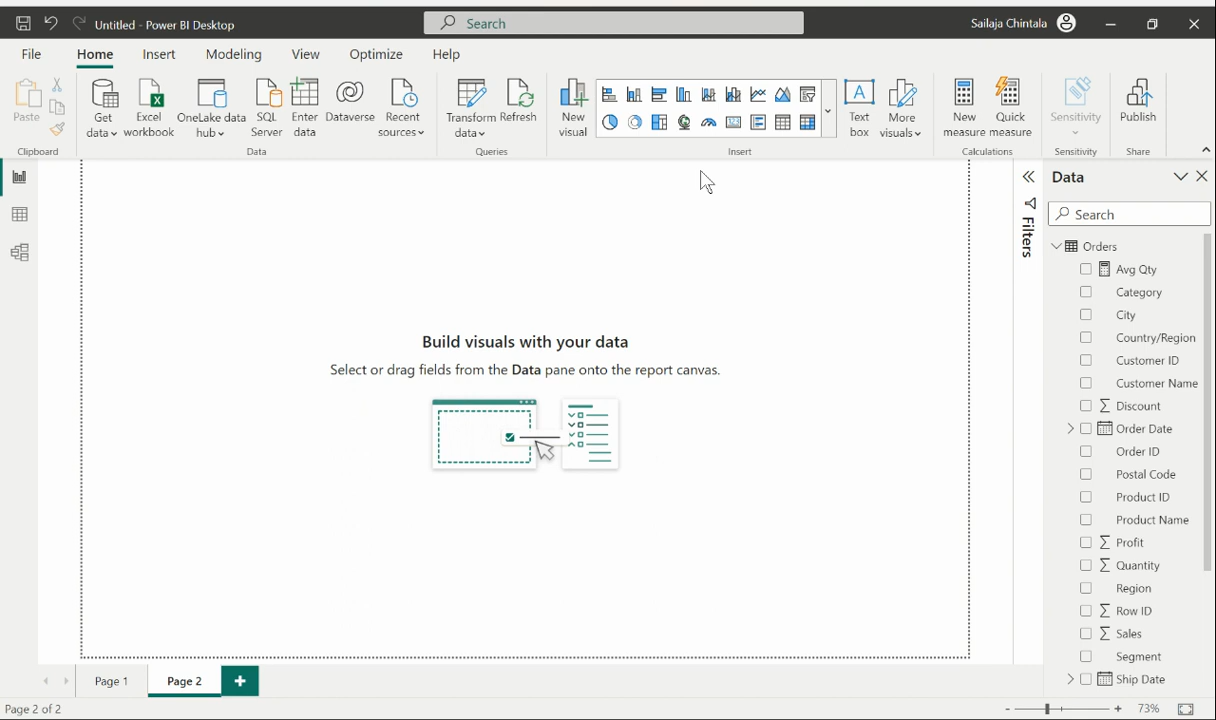 Untitled - Power BI Desktop
Search
Sailaja Chintala
File Home Insert Modeling View Optimize Help
Paste
Get data
Excel workbook
OneLake data hub
SQL Server
Enter data
Dataverse
Recent sources
Transform data
Refresh
New visual
Text box
More visuals
New measure
Quick measure
Sensitivity
Publish
Clipboard
Data
Queries
Insert
Calculations
Sensitivity
Share
Build visuals with your data
Select or drag fields from the Data pane onto the report canvas.
Filters
Data
Search
Orders
Avg Qty
Category
City
Country/Region
Customer ID
Customer Name
Discount
Order Date
Order ID
Postal Code
Product ID
Product Name
Profit
Quantity
Region
Row ID
Sales
Segment
Ship Date
Page 1
Page 2
Page 2 of 2
73%